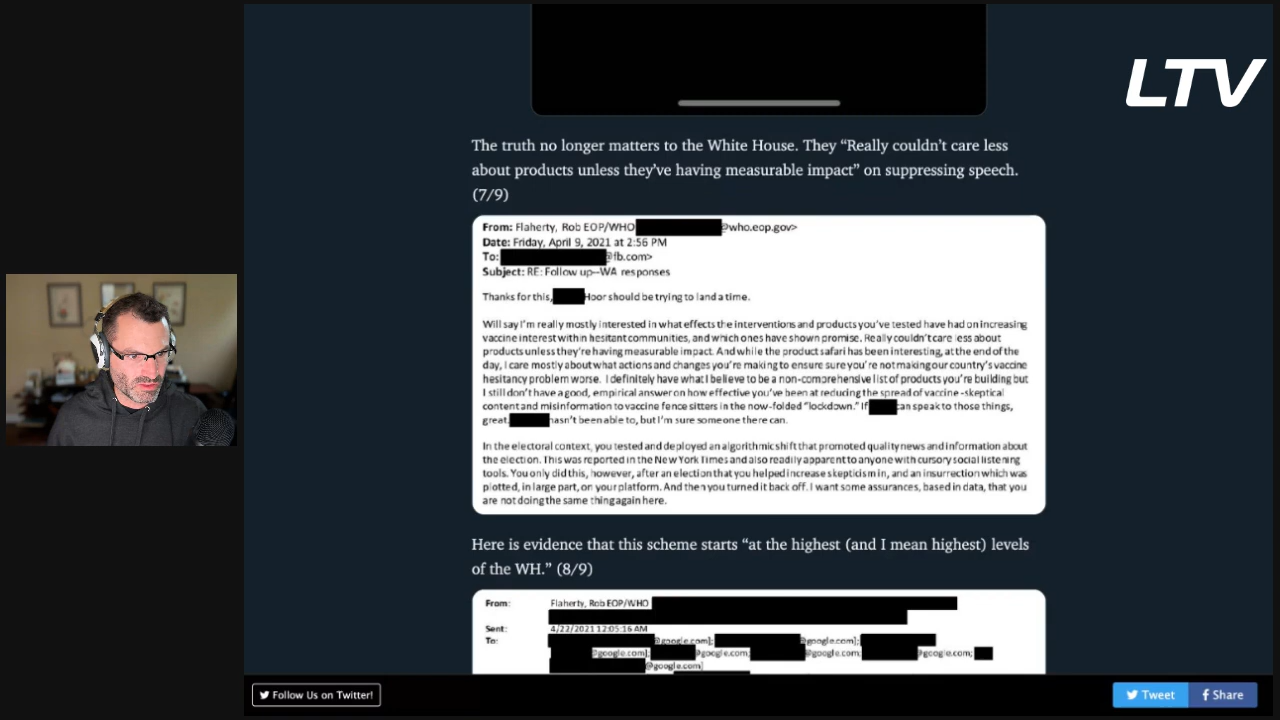 LTV
The truth no longer matters to the White House. They “Really couldn’t care less
about products unless they’ve having measurable impact” on suppressing speech.
(7/9)
From: Flaherty, Rob EOP/WHO @who.eop.gov>
Date: Friday, April 9, 2021 at 2:56 PM
To: @fb.com>
Subject: RE: Follow up--WA responses
Thanks for this, Hoor should be trying to land a time.
Will say I'm really mostly interested in what effects the interventions and products you've tested have had on increasing
vaccine interest within hesitant communities, and which ones have shown promise. Really couldn't care less about
products unless they're having measurable impact. And while the product safari has been interesting, at the end of the
day, I care mostly about what actions and changes you're making to ensure sure you're not making our country's vaccine
hesitancy problem worse. I definitely have what I believe to be a non-comprehensive list of products you're building but
I still don't have a good, empirical answer on how effective you've been at reducing the spread of vaccine -skeptical
content and misinformation to vaccine fence sitters in the now-folded "lockdown." If can speak to those things,
great. hasn't been able to, but I'm sure someone there can.
In the electoral context, you tested and deployed an algorithmic shift that promoted quality news and information about
the election. This was reported in the New York Times and also readily apparent to anyone with cursory social listening
tools. You only did this, however, after an election that you helped increase skepticism in, and an insurrection which was
plotted, in large part, on your platform. And then you turned it back off. I want some assurances, based in data, that you
are not doing the same thing again here.
Here is evidence that this scheme starts “at the highest (and I mean highest) levels
of the WH.” (8/9)
From: Flaherty, Rob EOP/WHO
Sent: 4/22/2021 12:05:16 AM
To: @google.com]; @google.com];
@google.com]; @google.com; @google.com; @google.com;
@google.com]
Follow Us on Twitter!
Tweet
Share